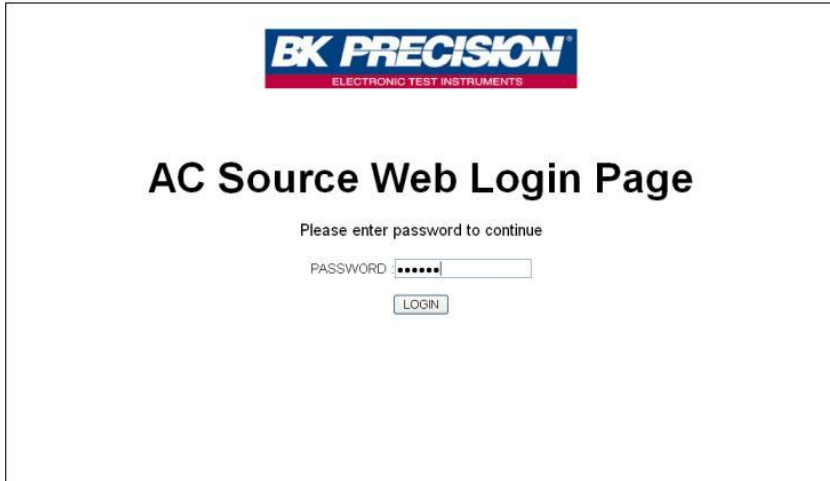 BK PRECISION®
ELECTRONIC TEST INSTRUMENTS
AC Source Web Login Page
Please enter password to continue
PASSWORD : ••••••
LOGIN